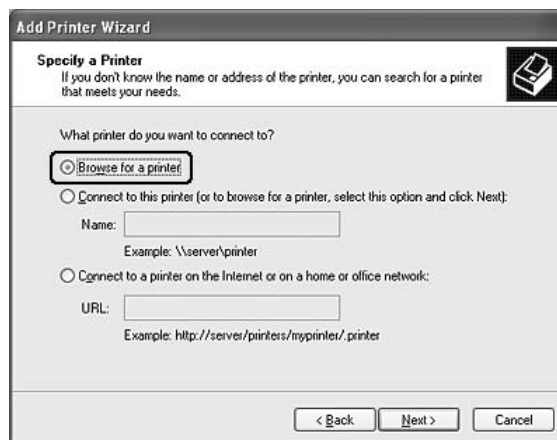 Add Printer Wizard
Specify a Printer
If you don't know the name or address of the printer, you can search for a printer
that meets your needs.
What printer do you want to connect to?
Browse for a printer
Connect to this printer (or to browse for a printer, select this option and click Next):
Name:
Example: \\server\printer
Connect to a printer on the Internet or on a home or office network:
URL:
Example: http://server/printers/myprinter/.printer
< Back Next > Cancel